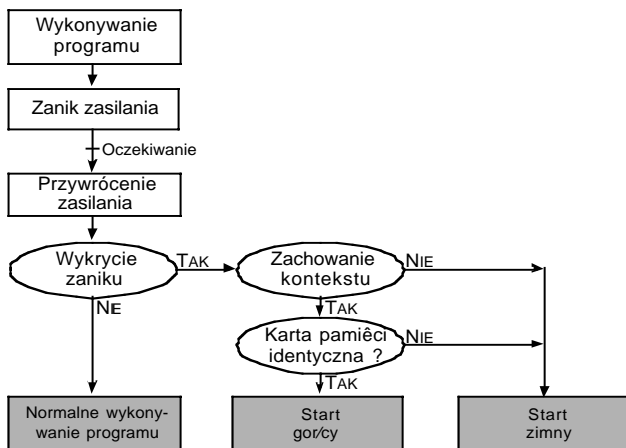 Wykonywanie
programu
Zanik zasilania
Oczekiwanie
Przywrócenie
zasilania
Wykrycie
zaniku
TAK
Zachowanie
kontekstu
NIE
NIE
TAK
Karta pamiêci
identyczna ?
NIE
TAK
Normalne wykony-
wanie programu
Start
gor/cy
Start
zimny